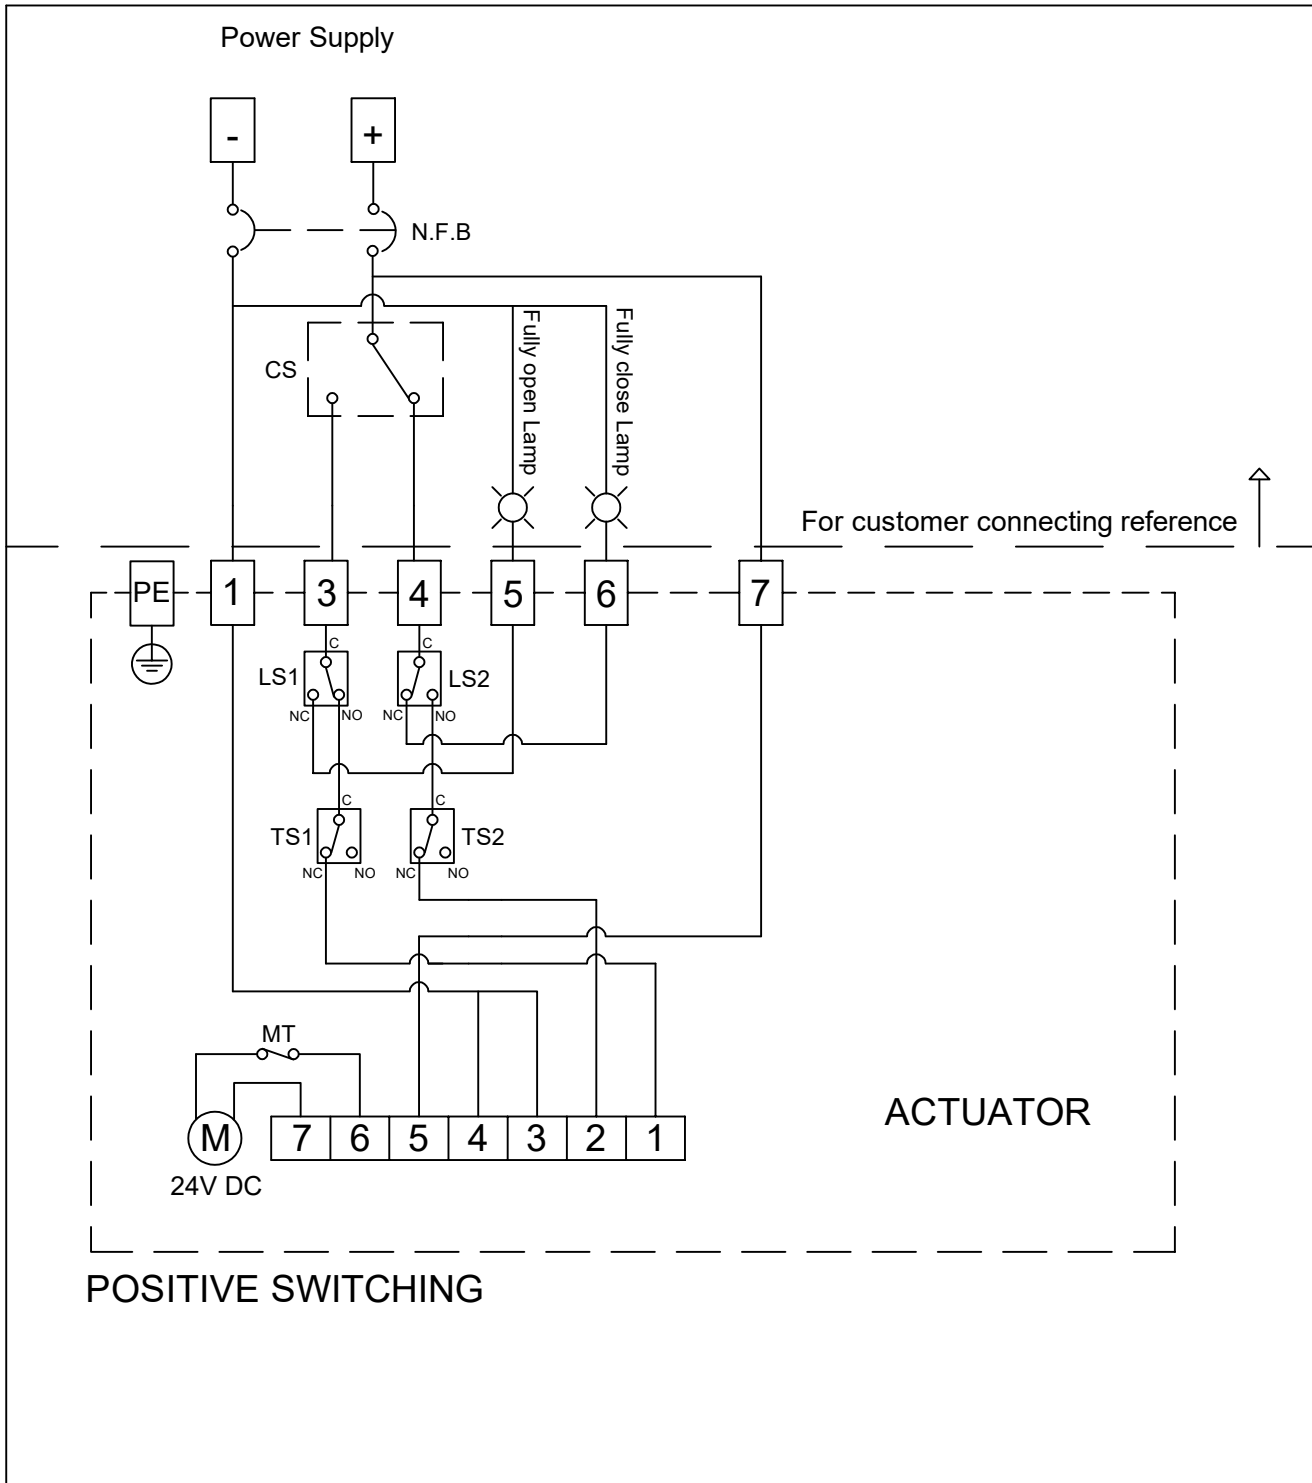 Power Supply
- +
N.F.B
CS
Fully open Lamp
Fully close Lamp
For customer connecting reference
PE 1 3 4 5 6 7
C C
LS1 LS2
NC NO NC NO
C C
TS1 TS2
NC NO NC NO
MT
ACTUATOR
M 7 6 5 4 3 2 1
24V DC
POSITIVE SWITCHING